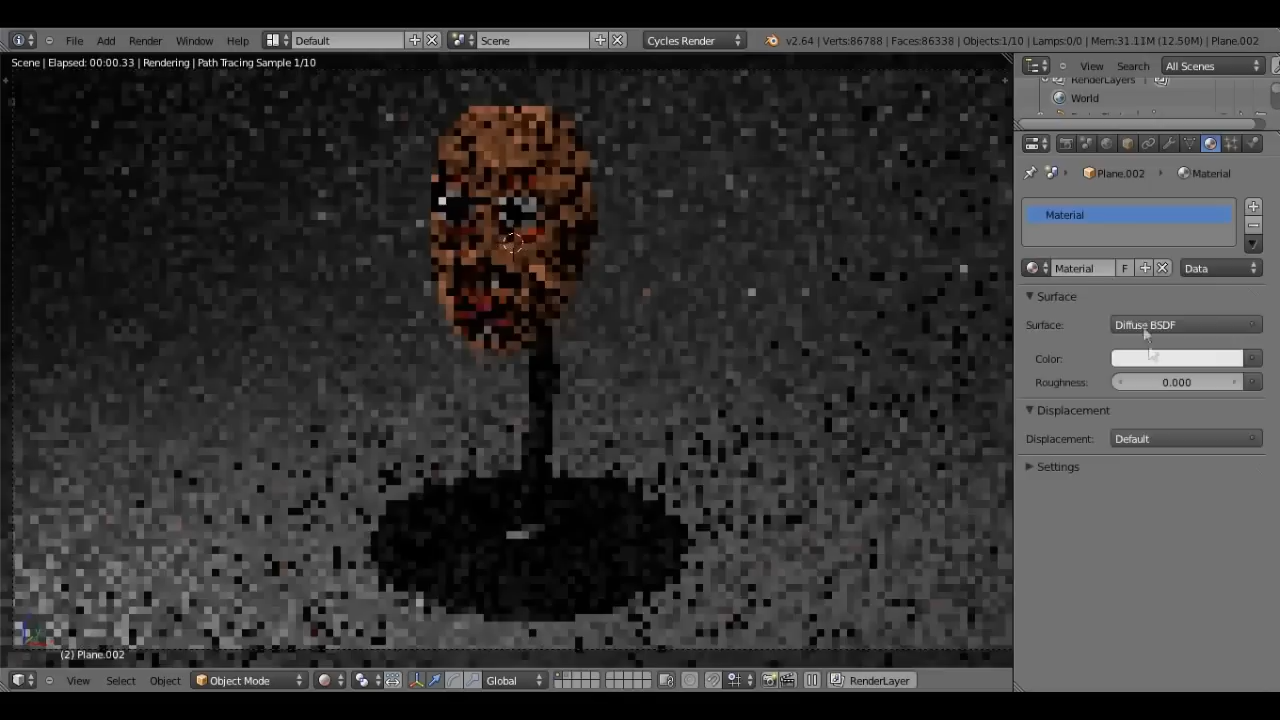 File Add Render Window Help Default Scene Cycles Render v2.64 | Verts:86788 | Faces:86338 | Objects:1/10 | Lamps:0/0 | Mem:31.11M (12.50M) | Plane.002
Scene | Elapsed: 00:00.33 | Rendering | Path Tracing Sample 1/10
View Search All Scenes
RenderLayers
World
Plane.002 Material
Material
Material F Data
Surface
Surface: Diffuse BSDF
Color:
Roughness: 0.000
Displacement
Displacement: Default
Settings
(2) Plane.002
View Select Object Object Mode Global RenderLayer